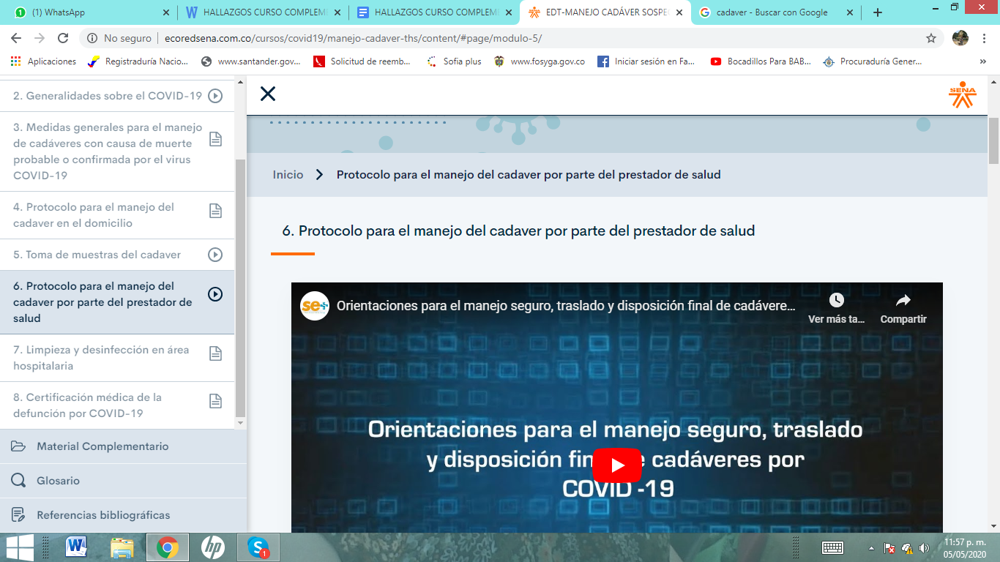 (1) WhatsApp
HALLAZGOS CURSO COMPLEME
HALLAZGOS CURSO COMPLEME
EDT-MANEJO CADÁVER SOSPE
cadaver - Buscar con Google
No seguro
ecoredsena.com.co/cursos/covid19/manejo-cadaver-ths/content/#page/modulo-5/
Aplicaciones
Registraduría Nacio...
www.santander.gov...
Solicitud de reemb...
Sofia plus
www.fosyga.gov.co
Iniciar sesión en Fa...
Bocadillos Para BAB...
Procuraduría Gener...
»
2. Generalidades sobre el COVID-19
3. Medidas generales para el manejo
de cadáveres con causa de muerte
probable o confirmada por el virus
COVID-19
4. Protocolo para el manejo del
cadaver en el domicilio
5. Toma de muestras del cadaver
6. Protocolo para el manejo del
cadaver por parte del prestador de
salud
7. Limpieza y desinfección en área
hospitalaria
8. Certificación médica de la
defunción por COVID-19
Material Complementario
Glosario
Referencias bibliográficas
SENA
Inicio
Protocolo para el manejo del cadaver por parte del prestador de salud
6. Protocolo para el manejo del cadaver por parte del prestador de salud
se+
Orientaciones para el manejo seguro, traslado y disposición final de cadávere...
Ver más ta...
Compartir
Orientaciones para el manejo seguro, traslado
y disposición fin e cadáveres por
COVID -19
hp
1
11:57 p. m.
05/05/2020